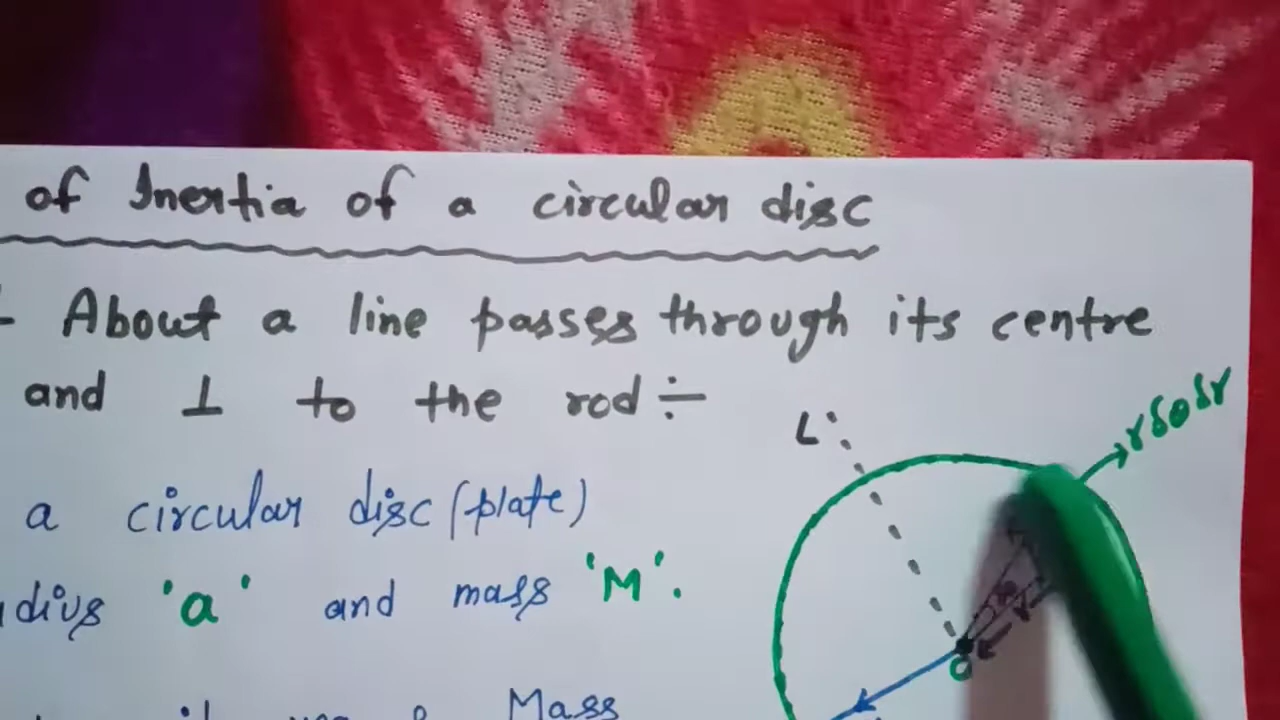 of Inertia of a circular disc
- About a line passes through its centre
and ⊥ to the rod ÷
L'
rδθδr
a circular disc (plate)
dius 'a' and mass 'M'.
O
Mass